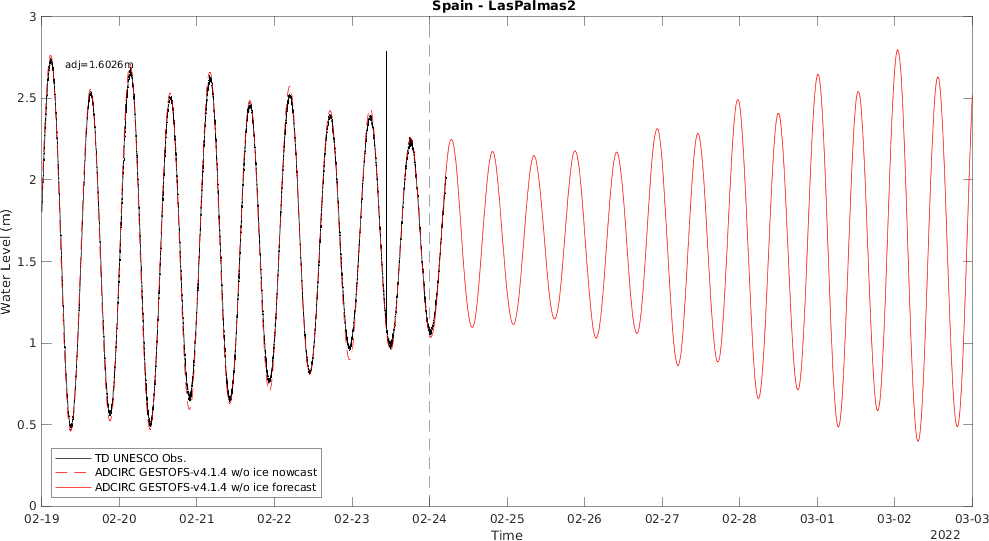 Spain - LasPalmas2
3
adj=1.6026m
2.5
2
1.5
1
0.5
0
Water Level (m)
TD UNESCO Obs.
ADCIRC GESTOFS-v4.1.4 w/o ice nowcast
ADCIRC GESTOFS-v4.1.4 w/o ice forecast
02-19 02-20 02-21 02-22 02-23 02-24 02-25 02-26 02-27 02-28 03-01 03-02 03-03
Time
2022